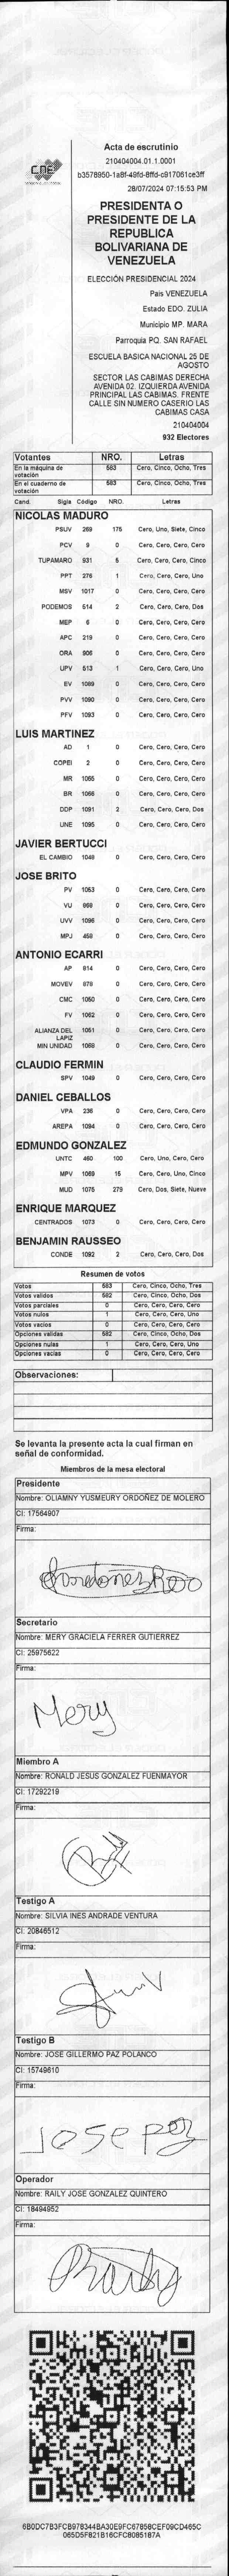 CNE
Acta de escrutinio
210404004.01.1.0001
b3578950-1a8f-49fd-8ffd-c917061ce3ff
28/07/2024 07:15:53 PM
PRESIDENTA O
PRESIDENTE DE LA
REPUBLICA
BOLIVARIANA DE
VENEZUELA
ELECCIÓN PRESIDENCIAL 2024
Pais VENEZUELA
Estado EDO. ZULIA
Municipio MP. MARA
Parroquia PQ. SAN RAFAEL
ESCUELA BASICA NACIONAL 25 DE
AGOSTO
SECTOR LAS CABIMAS DERECHA
AVENIDA 02. IZQUIERDA AVENIDA
PRINCIPAL LAS CABIMAS. FRENTE
CALLE SIN NUMERO CASERIO LAS
CABIMAS CASA
210404004
932 Electores
Votantes NRO. Letras
En la máquina de votación 583 Cero, Cinco, Ocho, Tres
En el cuaderno de votación 583 Cero, Cinco, Ocho, Tres
Cand. Sigla Código NRO. Letras
NICOLAS MADURO
PSUV 269 175 Cero, Uno, Siete, Cinco
PCV 9 0 Cero, Cero, Cero, Cero
TUPAMARO 931 5 Cero, Cero, Cero, Cinco
PPT 276 1 Cero, Cero, Cero, Uno
MSV 1017 0 Cero, Cero, Cero, Cero
PODEMOS 514 2 Cero, Cero, Cero, Dos
MEP 6 0 Cero, Cero, Cero, Cero
APC 219 0 Cero, Cero, Cero, Cero
ORA 906 0 Cero, Cero, Cero, Cero
UPV 513 1 Cero, Cero, Cero, Uno
EV 1089 0 Cero, Cero, Cero, Cero
PVV 1090 0 Cero, Cero, Cero, Cero
PFV 1093 0 Cero, Cero, Cero, Cero
LUIS MARTINEZ
AD 1 0 Cero, Cero, Cero, Cero
COPEI 2 0 Cero, Cero, Cero, Cero
MR 1065 0 Cero, Cero, Cero, Cero
BR 1066 0 Cero, Cero, Cero, Cero
DDP 1091 2 Cero, Cero, Cero, Dos
UNE 1095 0 Cero, Cero, Cero, Cero
JAVIER BERTUCCI
EL CAMBIO 1048 0 Cero, Cero, Cero, Cero
JOSE BRITO
PV 1053 0 Cero, Cero, Cero, Cero
VU 968 0 Cero, Cero, Cero, Cero
UVV 1096 0 Cero, Cero, Cero, Cero
MPJ 458 0 Cero, Cero, Cero, Cero
ANTONIO ECARRI
AP 814 0 Cero, Cero, Cero, Cero
MOVEV 878 0 Cero, Cero, Cero, Cero
CMC 1050 0 Cero, Cero, Cero, Cero
FV 1062 0 Cero, Cero, Cero, Cero
ALIANZA DEL LAPIZ 1051 0 Cero, Cero, Cero, Cero
MIN UNIDAD 1068 0 Cero, Cero, Cero, Cero
CLAUDIO FERMIN
SPV 1049 0 Cero, Cero, Cero, Cero
DANIEL CEBALLOS
VPA 236 0 Cero, Cero, Cero, Cero
AREPA 1094 0 Cero, Cero, Cero, Cero
EDMUNDO GONZALEZ
UNTC 460 100 Cero, Uno, Cero, Cero
MPV 1069 15 Cero, Cero, Uno, Cinco
MUD 1075 279 Cero, Dos, Siete, Nueve
ENRIQUE MARQUEZ
CENTRADOS 1073 0 Cero, Cero, Cero, Cero
BENJAMIN RAUSSEO
CONDE 1092 2 Cero, Cero, Cero, Dos
Resumen de votos
Votos 583 Cero, Cinco, Ocho, Tres
Votos validos 582 Cero, Cinco, Ocho, Dos
Votos parciales 0 Cero, Cero, Cero, Cero
Votos nulos 1 Cero, Cero, Cero, Uno
Votos vacios 0 Cero, Cero, Cero, Cero
Opciones validas 582 Cero, Cinco, Ocho, Dos
Opciones nulas 1 Cero, Cero, Cero, Uno
Opciones vacias 0 Cero, Cero, Cero, Cero
Observaciones:
Se levanta la presente acta la cual firman en
señal de conformidad.
Miembros de la mesa electoral
Presidente
Nombre: OLIAMNY YUSMEURY ORDOÑEZ DE MOLERO
CI: 17564907
Firma:
Secretario
Nombre: MERY GRACIELA FERRER GUTIERREZ
CI: 25975622
Firma:
Mery
Miembro A
Nombre: RONALD JESUS GONZALEZ FUENMAYOR
CI: 17292219
Firma:
Testigo A
Nombre: SILVIA INES ANDRADE VENTURA
CI: 20846512
Firma:
Testigo B
Nombre: JOSE GILLERMO PAZ POLANCO
CI: 15749610
Firma:
Jose paz
Operador
Nombre: RAILY JOSE GONZALEZ QUINTERO
CI: 18494952
Firma:
Raily
6B0DC7B3FCB978344BA30E9FC67858CEF09CD465C
065D5F821B16CFC8085187A